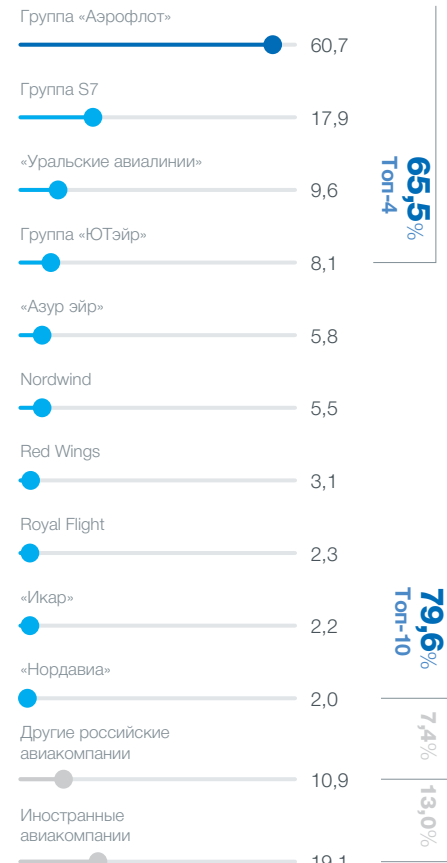 Группа «Аэрофлот»
60,7
Группа S7
17,9
«Уральские авиалинии»
9,6
Группа «ЮТэйр»
8,1
65,5%
Топ-4
«Азур эйр»
5,8
Nordwind
5,5
Red Wings
3,1
Royal Flight
2,3
«Икар»
2,2
«Нордавиа»
2,0
79,6%
Топ-10
Другие российские
авиакомпании
10,9
7,4%
Иностранные
авиакомпании
19,1
13,0%